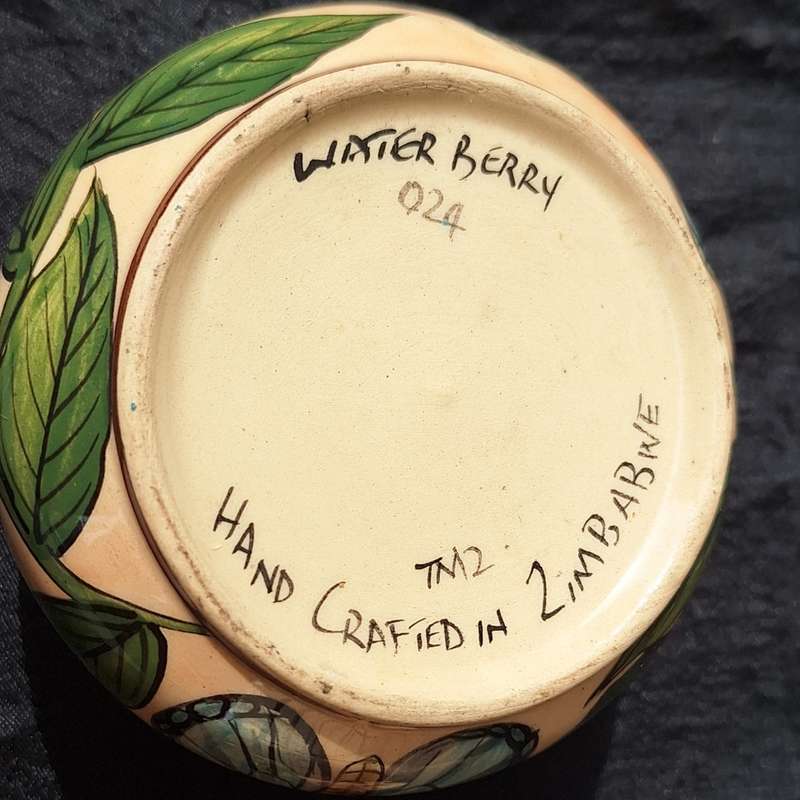 WATER BERRY
024
TM2
HAND CRAFTED IN ZIMBABWE